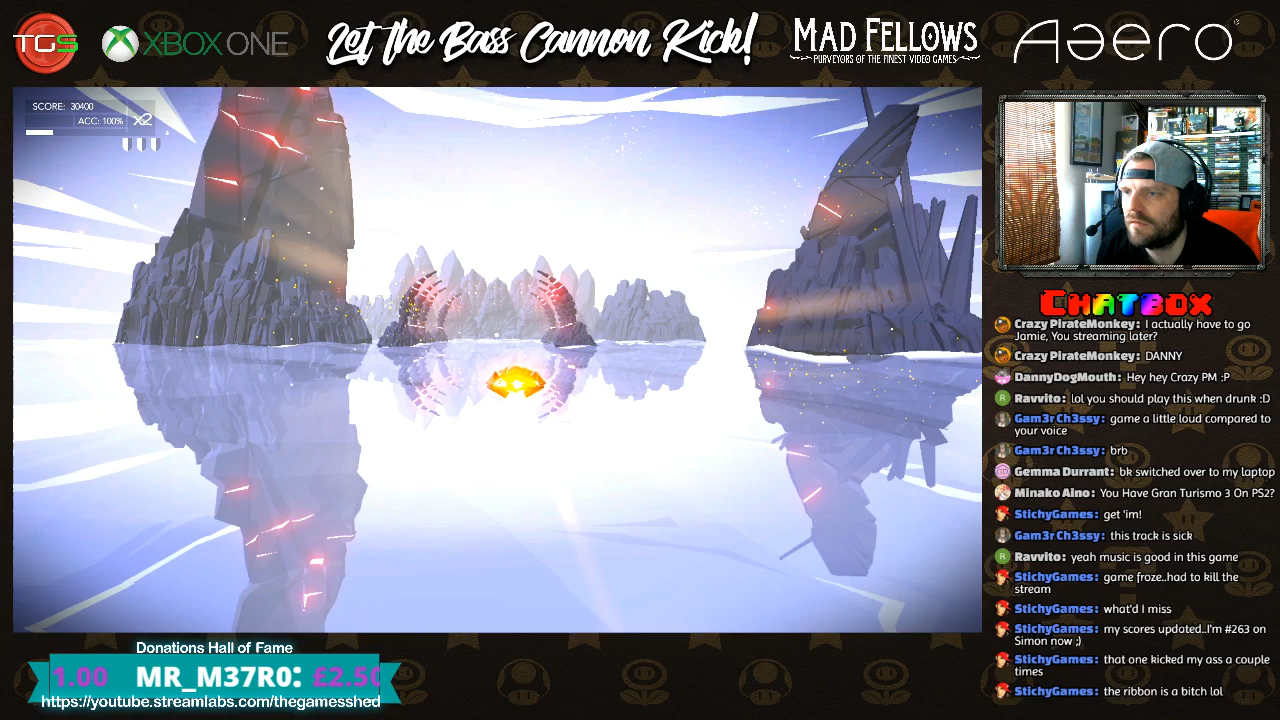 TGS
XBOX ONE
Let the Bass Cannon Kick!
MAD FELLOWS
PURVEYORS OF THE FINEST VIDEO GAMES
Aaero
SCORE: 30400
ACC: 100% x2
CHATBOX
Crazy PirateMonkey: I actually have to go
Jamie, You streaming later?
Crazy PirateMonkey: DANNY
DannyDogMouth: Hey hey Crazy PM :P
Ravvito: lol you should play this when drunk :D
Gam3r Ch3ssy: game a little loud compared to
your voice
Gam3r Ch3ssy: brb
Gemma Durrant: bk switched over to my laptop
Minako Aino: You Have Gran Turismo 3 On PS2?
StichyGames: get 'im!
Gam3r Ch3ssy: this track is sick
Ravvito: yeah music is good in this game
StichyGames: game froze..had to kill the
stream
StichyGames: what'd I miss
StichyGames: my scores updated..I'm #263 on
Simon now ;)
StichyGames: that one kicked my ass a couple
times
StichyGames: the ribbon is a bitch lol
Donations Hall of Fame
1.00 MR_M37R0: £2.50
https://youtube.streamlabs.com/thegamesshed